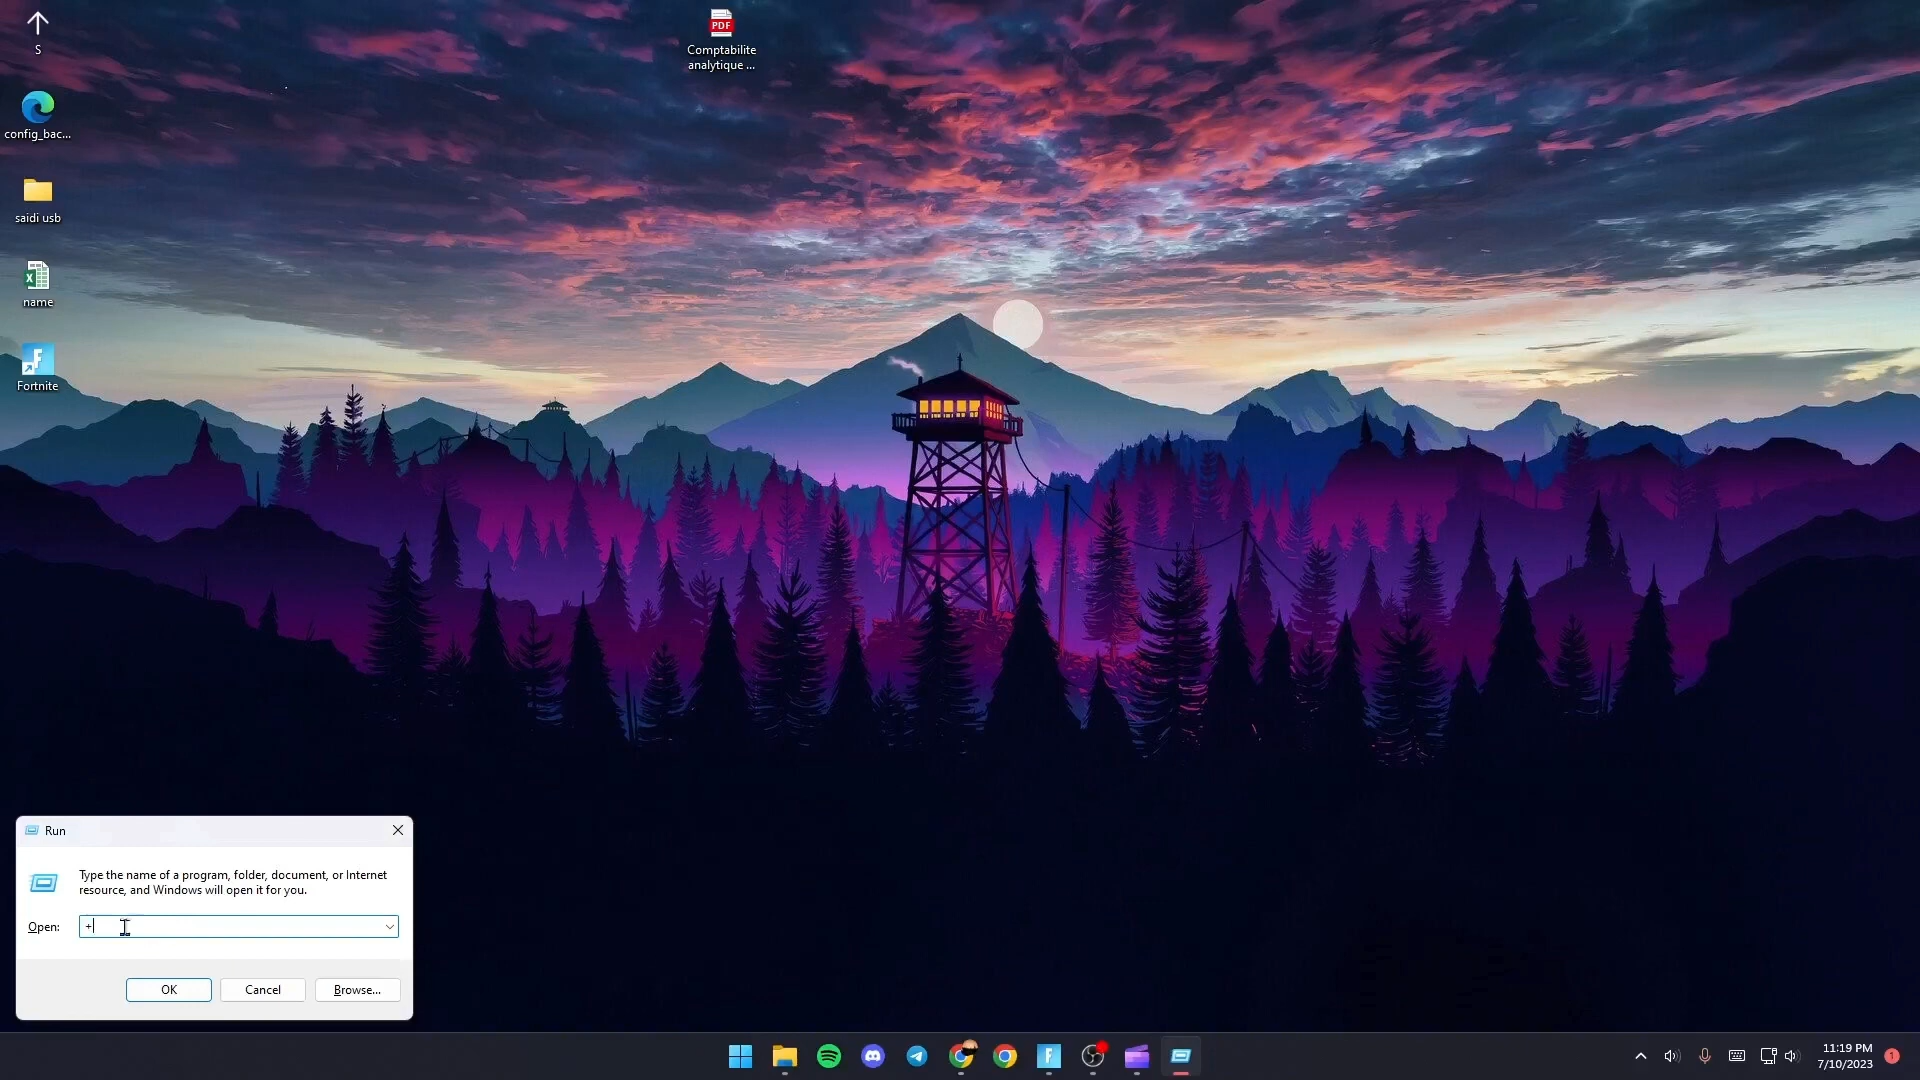 S
Comptabilite
analytique ...
config_bac...
saidi usb
name
Fortnite
Run
Type the name of a program, folder, document, or Internet
resource, and Windows will open it for you.
Open:
+
OK
Cancel
Browse...
11:19 PM
7/10/2023
1
PDF